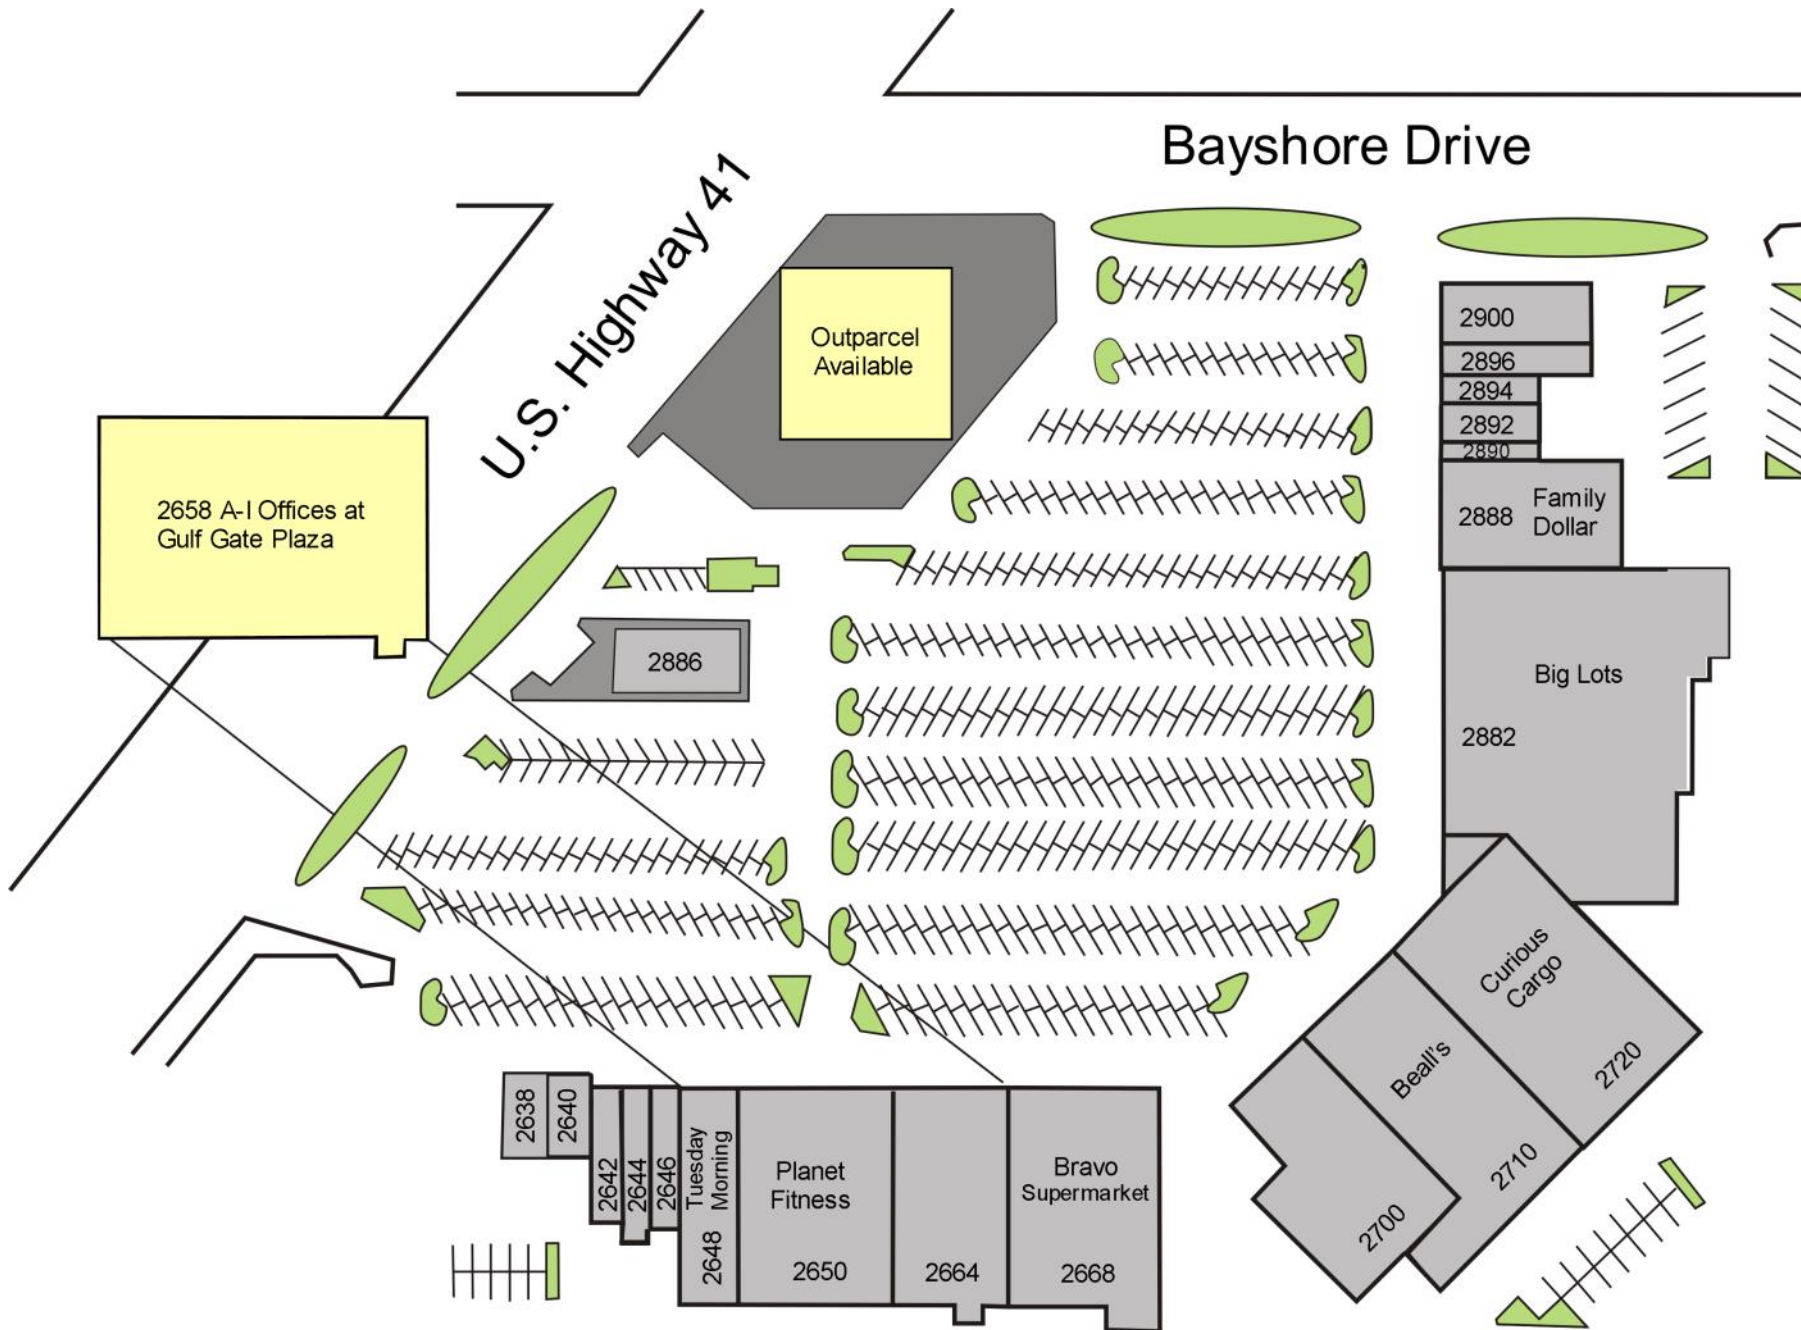 Bayshore Drive
U.S. Highway 41
Outparcel
Available
2900
2896
2894
2892
2890
2888 Family
Dollar
2658 A-I Offices at
Gulf Gate Plaza
2886
Big Lots
2882
Curious
Cargo
2720
Beall's
2710
2700
2638
2640
2642
2644
2646
Tuesday
Morning
2648
Planet
Fitness
2650
2664
Bravo
Supermarket
2668